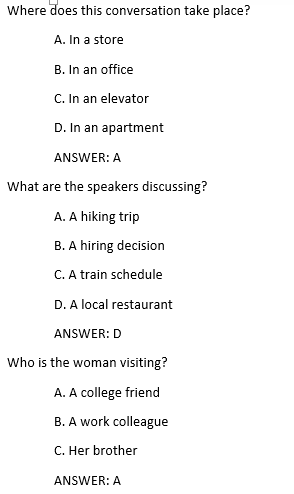 Where does this conversation take place?
A. In a store
B. In an office
C. In an elevator
D. In an apartment
ANSWER: A
What are the speakers discussing?
A. A hiking trip
B. A hiring decision
C. A train schedule
D. A local restaurant
ANSWER: D
Who is the woman visiting?
A. A college friend
B. A work colleague
C. Her brother
ANSWER: A